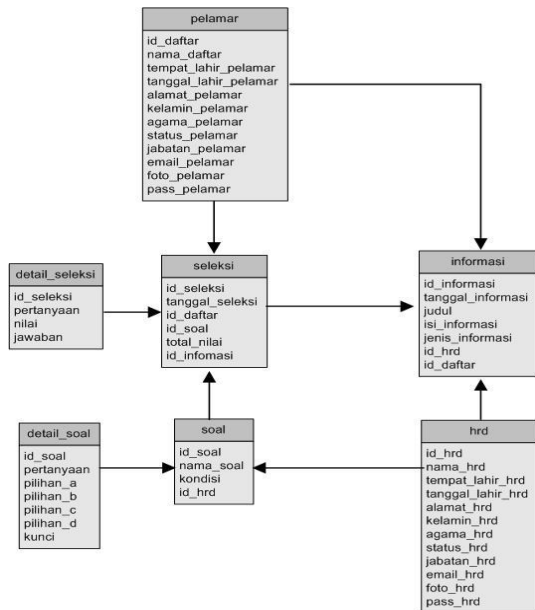 pelamar
id_daftar
nama_daftar
tempat_lahir_pelamar
tanggal_lahir_pelamar
alamat_pelamar
kelamin_pelamar
agama_pelamar
status_pelamar
jabatan_pelamar
email_pelamar
foto_pelamar
pass_pelamar
detail_seleksi
id_seleksi
pertanyaan
nilai
jawaban
seleksi
id_seleksi
tanggal_seleksi
id_daftar
id_soal
total_nilai
id_infomasi
informasi
id_informasi
tanggal_informasi
judul
isi_informasi
jenis_informasi
id_hrd
id_daftar
detail_soal
id_soal
pertanyaan
pilihan_a
pilihan_b
pilihan_c
pilihan_d
kunci
soal
id_soal
nama_soal
kondisi
id_hrd
hrd
id_hrd
nama_hrd
tempat_lahir_hrd
tanggal_lahir_hrd
alamat_hrd
kelamin_hrd
agama_hrd
status_hrd
jabatan_hrd
email_hrd
foto_hrd
pass_hrd